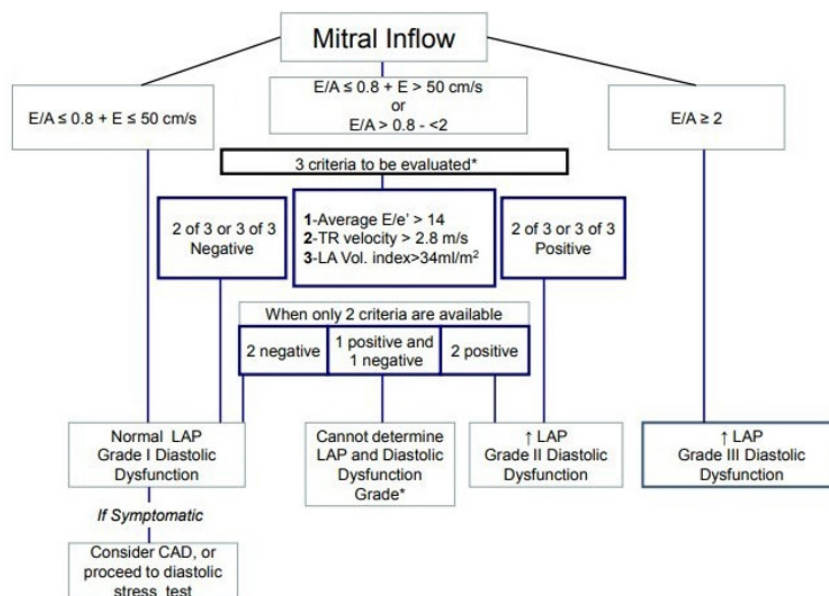 Mitral Inflow
E/A ≤ 0.8 + E ≤ 50 cm/s
E/A ≤ 0.8 + E > 50 cm/s
or
E/A > 0.8 - <2
E/A ≥ 2
3 criteria to be evaluated*
2 of 3 or 3 of 3
Negative
1-Average E/e’ > 14
2-TR velocity > 2.8 m/s
3-LA Vol. index>34ml/m²
2 of 3 or 3 of 3
Positive
When only 2 criteria are available
2 negative
1 positive and
1 negative
2 positive
Normal LAP
Grade I Diastolic
Dysfunction
Cannot determine
LAP and Diastolic
Dysfunction
Grade*
↑ LAP
Grade II Diastolic
Dysfunction
↑ LAP
Grade III Diastolic
Dysfunction
If Symptomatic
Consider CAD, or
proceed to diastolic
stress test